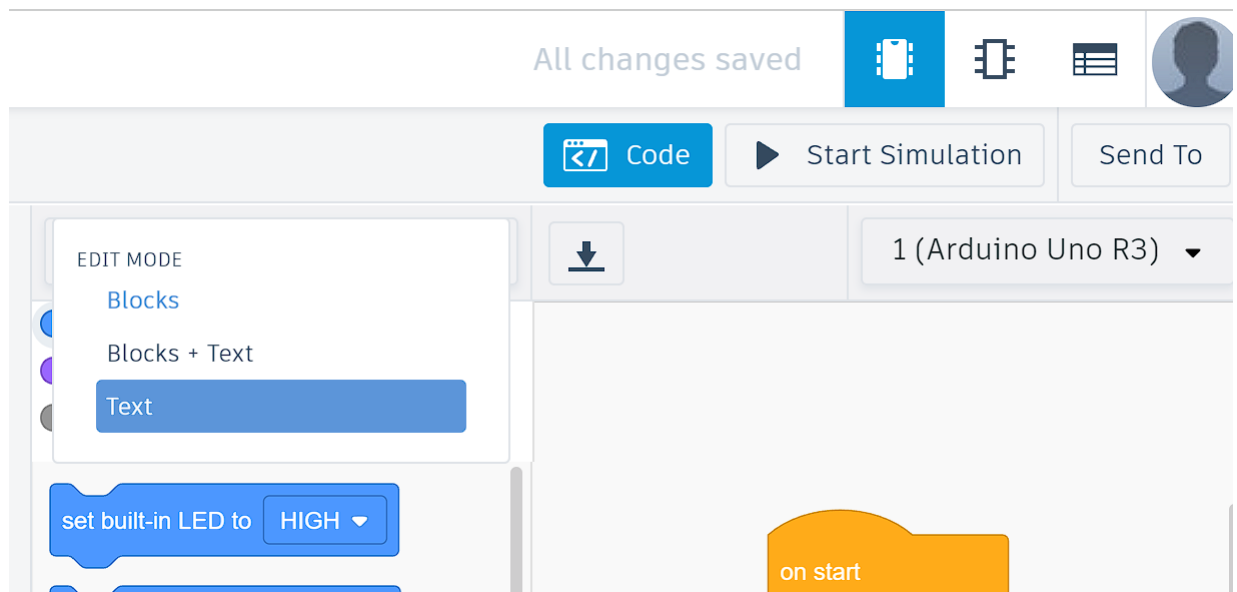 All changes saved
Code
Start Simulation
Send To
EDIT MODE
Blocks
Blocks + Text
Text
1 (Arduino Uno R3)
set built-in LED to HIGH
on start